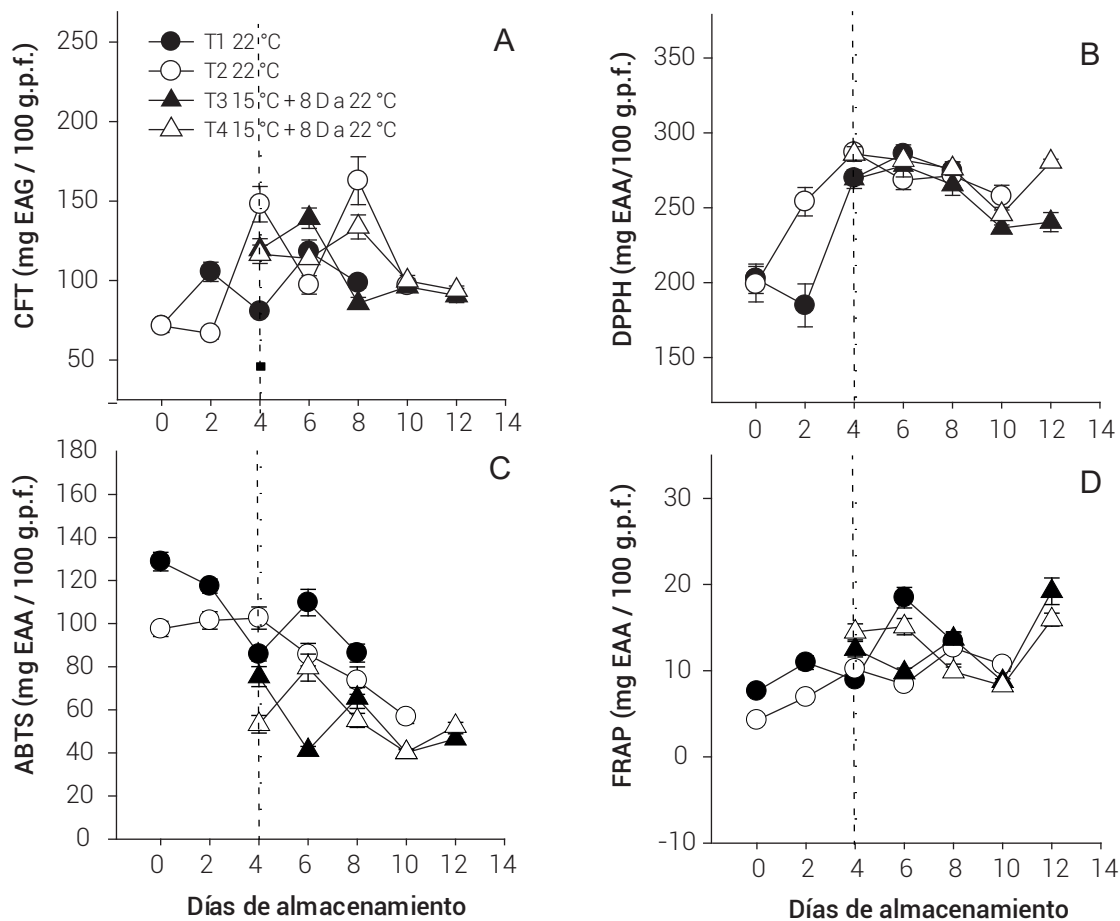 A
T1 22 °C
T2 22 °C
T3 15 °C + 8 D a 22 °C
T4 15 °C + 8 D a 22 °C
CFT (mg EAG / 100 g.p.f.)
250
200
150
100
50
0 2 4 6 8 10 12 14
B
DPPH (mg EAA/100 g.p.f.)
350
300
250
200
150
0 2 4 6 8 10 12 14
C
ABTS (mg EAA / 100 g.p.f.)
180
160
140
120
100
80
60
40
20
0
0 2 4 6 8 10 12 14
Días de almacenamiento
D
FRAP (mg EAA / 100 g.p.f.)
30
20
10
0
-10
0 2 4 6 8 10 12 14
Días de almacenamiento